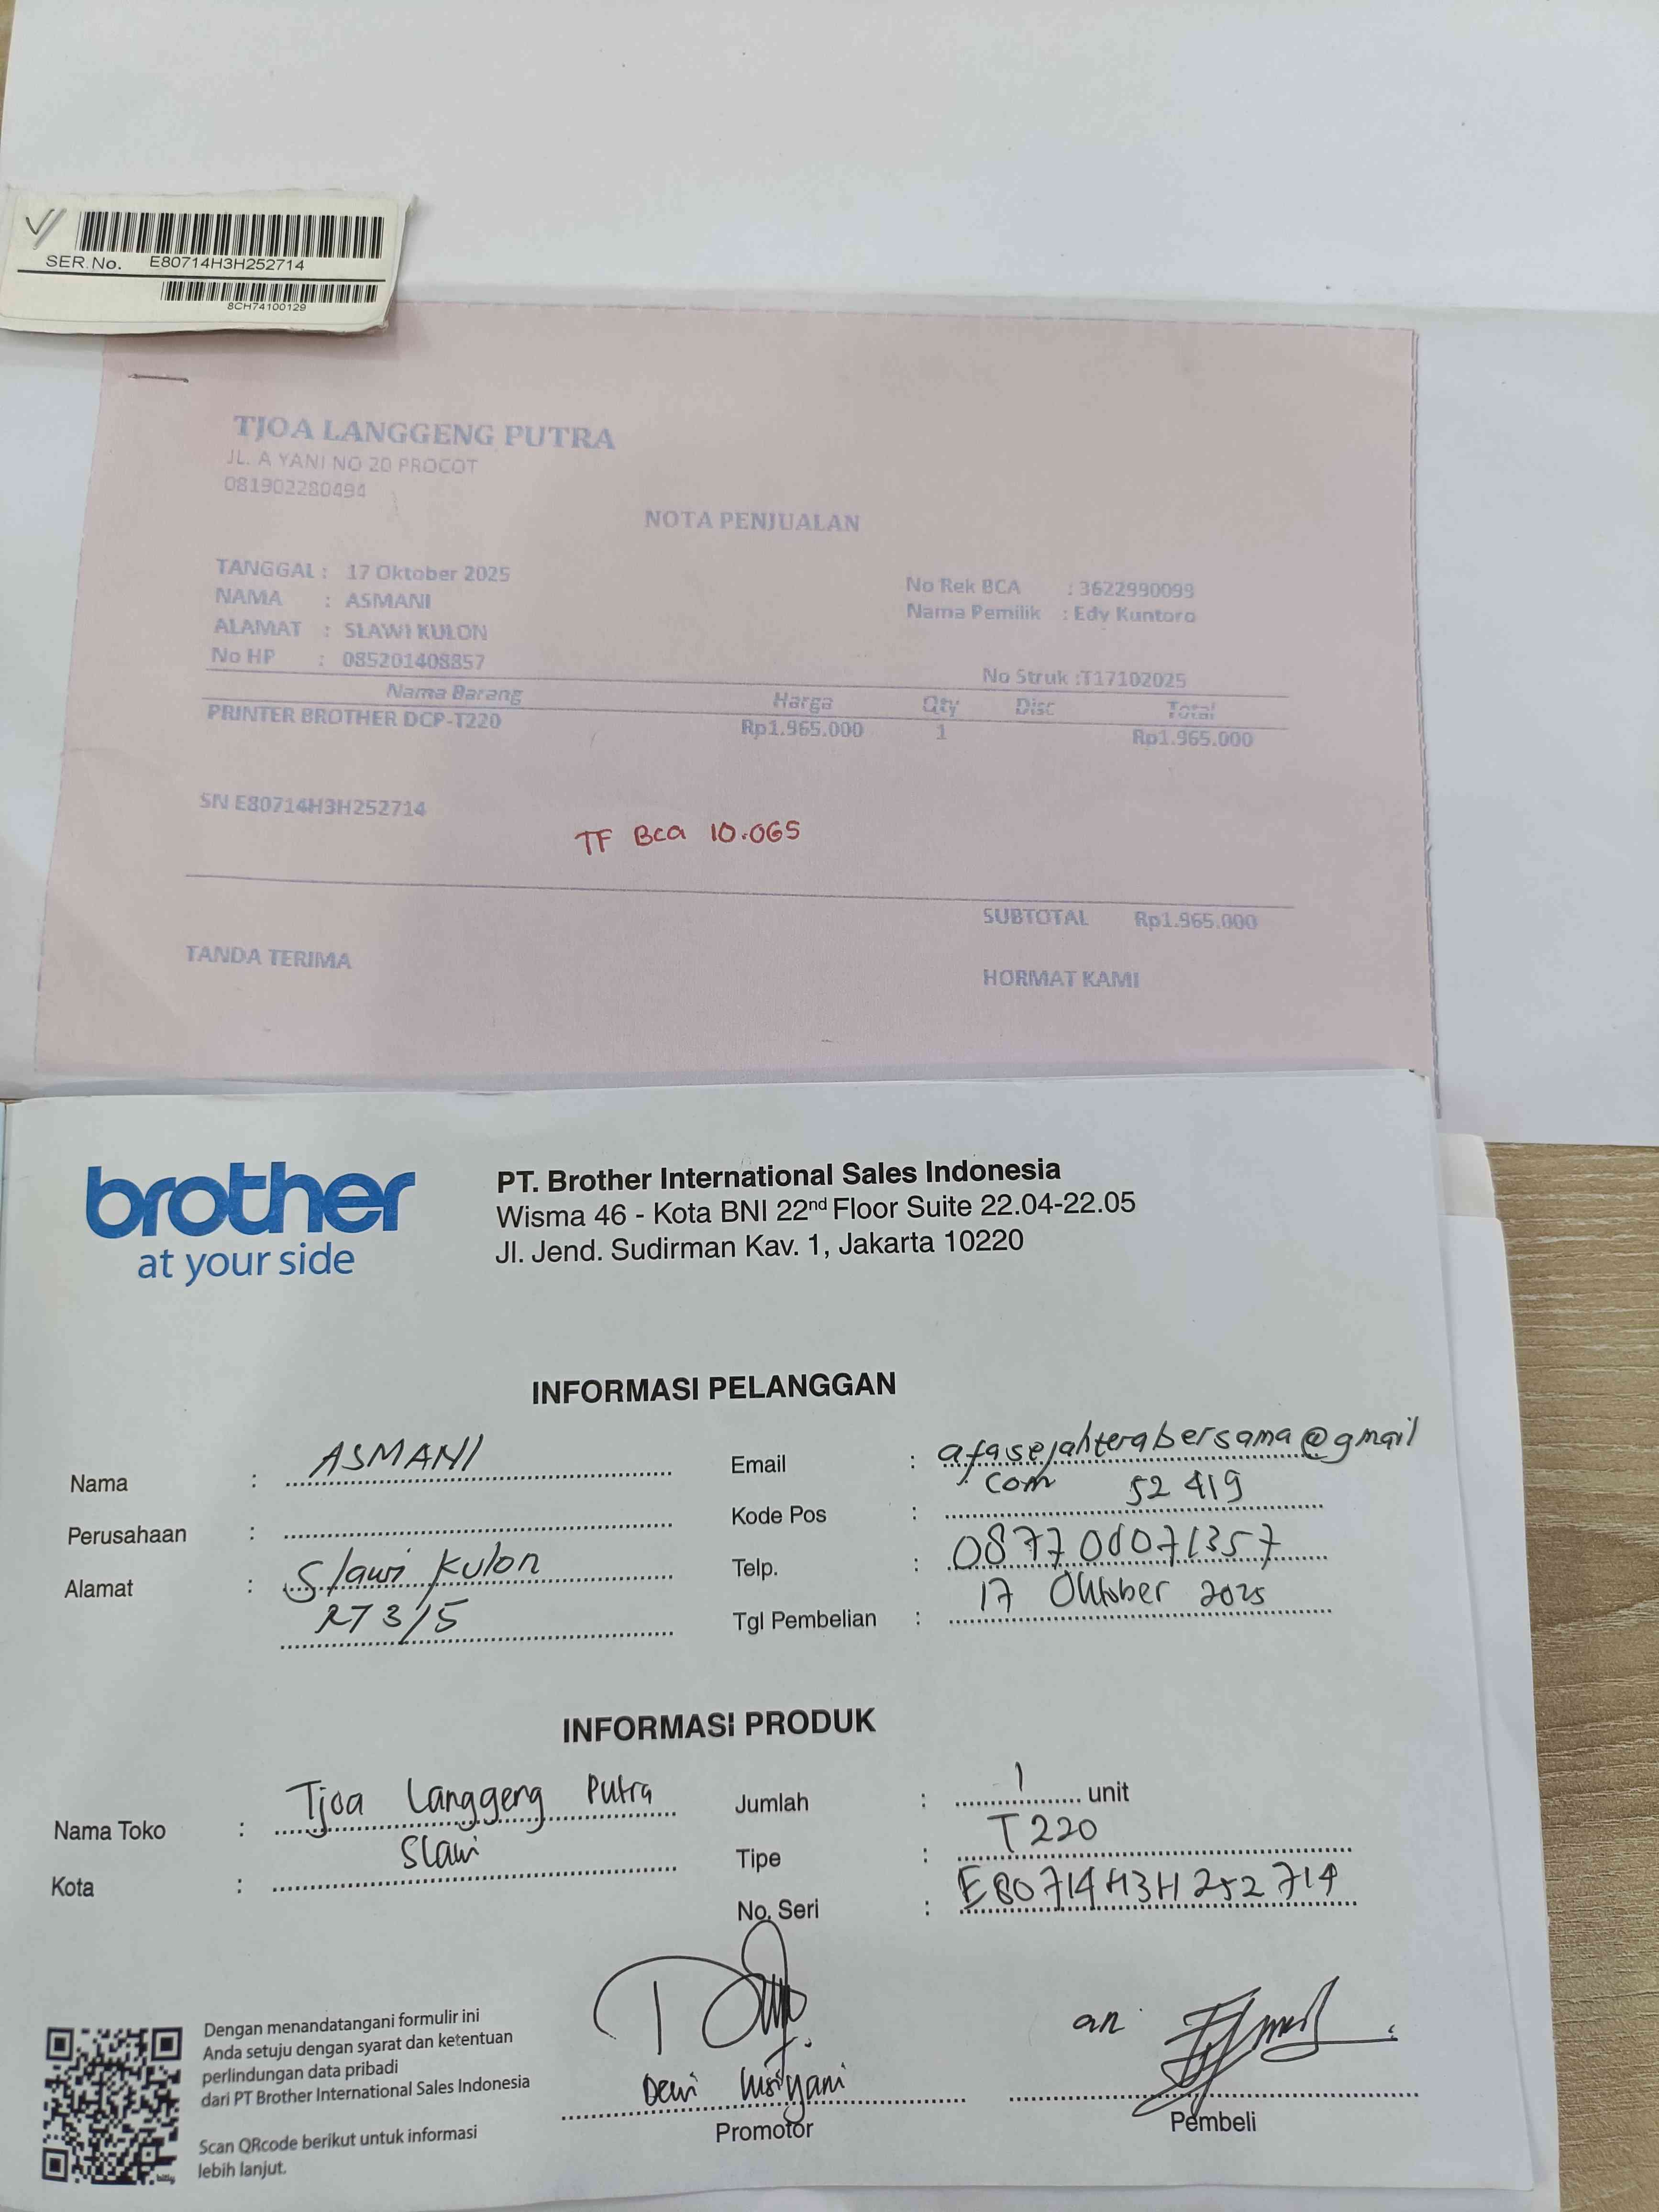 SER.No. E80714H3H252714
8CH74100129
TJOA LANGGENG PUTRA
JL. A YANI NO 20 PROCOT
081902280494
NOTA PENJUALAN
TANGGAL : 17 Oktober 2025
NAMA : ASMANI
ALAMAT : SLAWI KULON
No HP : 085201408857
No Rek BCA : 3622990099
Nama Pemilik : Edy Kuntoro
No Struk :T17102025
Nama Barang Harga Qty Disc Total
PRINTER BROTHER DCP-T220 Rp1.965.000 1 Rp1.965.000
SN E80714H3H252714
TF Bca 10.065
SUBTOTAL Rp1.965.000
TANDA TERIMA
HORMAT KAMI
brother
at your side
PT. Brother International Sales Indonesia
Wisma 46 - Kota BNI 22nd Floor Suite 22.04-22.05
Jl. Jend. Sudirman Kav. 1, Jakarta 10220
INFORMASI PELANGGAN
Nama : ASMANI
Perusahaan :
Alamat : Slawi Kulon
RT 3/5
Email : afasejahterabersama@gmail
.com
Kode Pos : 52419
Telp. : 087700071357
Tgl Pembelian : 17 Oktober 2025
INFORMASI PRODUK
Nama Toko : Tjoa Langgeng Putra
Kota : Slawi
Jumlah : 1 unit
Tipe : T220
No. Seri : E80714H3H252714
Dengan menandatangani formulir ini
Anda setuju dengan syarat dan ketentuan
perlindungan data pribadi
dari PT Brother International Sales Indonesia
Scan QRcode berikut untuk informasi
lebih lanjut.
Dewi
Promotor
an
Pembeli